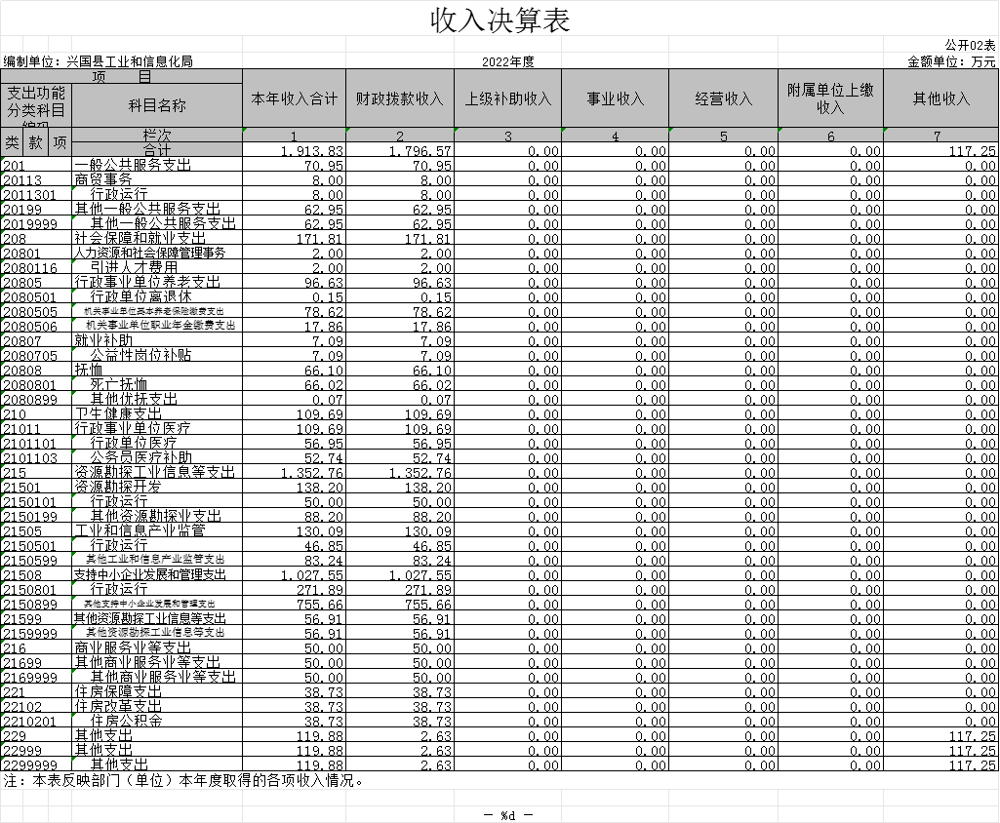 收入决算表
公开02表
编制单位：兴国县工业和信息化局 2022年度 金额单位：万元
项 目 本年收入合计 财政拨款收入 上级补助收入 事业收入 经营收入 附属单位上缴收入 其他收入
支出功能分类科目编码 科目名称
类 款 项 栏次 1 2 3 4 5 6 7
合计 1,913.83 1,796.57 0.00 0.00 0.00 0.00 117.25
201 一般公共服务支出 70.95 70.95 0.00 0.00 0.00 0.00 0.00
20113 商贸事务 8.00 8.00 0.00 0.00 0.00 0.00 0.00
2011301 行政运行 8.00 8.00 0.00 0.00 0.00 0.00 0.00
20199 其他一般公共服务支出 62.95 62.95 0.00 0.00 0.00 0.00 0.00
2019999 其他一般公共服务支出 62.95 62.95 0.00 0.00 0.00 0.00 0.00
208 社会保障和就业支出 171.81 171.81 0.00 0.00 0.00 0.00 0.00
20801 人力资源和社会保障管理事务 2.00 2.00 0.00 0.00 0.00 0.00 0.00
2080116 引进人才费用 2.00 2.00 0.00 0.00 0.00 0.00 0.00
20805 行政事业单位养老支出 96.63 96.63 0.00 0.00 0.00 0.00 0.00
2080501 行政单位离退休 0.15 0.15 0.00 0.00 0.00 0.00 0.00
2080505 机关事业单位基本养老保险缴费支出 78.62 78.62 0.00 0.00 0.00 0.00 0.00
2080506 机关事业单位职业年金缴费支出 17.86 17.86 0.00 0.00 0.00 0.00 0.00
20807 就业补助 7.09 7.09 0.00 0.00 0.00 0.00 0.00
2080705 公益性岗位补贴 7.09 7.09 0.00 0.00 0.00 0.00 0.00
20808 抚恤 66.10 66.10 0.00 0.00 0.00 0.00 0.00
2080801 死亡抚恤 66.02 66.02 0.00 0.00 0.00 0.00 0.00
2080899 其他优抚支出 0.07 0.07 0.00 0.00 0.00 0.00 0.00
210 卫生健康支出 109.69 109.69 0.00 0.00 0.00 0.00 0.00
21011 行政事业单位医疗 109.69 109.69 0.00 0.00 0.00 0.00 0.00
2101101 行政单位医疗 56.95 56.95 0.00 0.00 0.00 0.00 0.00
2101103 公务员医疗补助 52.74 52.74 0.00 0.00 0.00 0.00 0.00
215 资源勘探工业信息等支出 1,352.76 1,352.76 0.00 0.00 0.00 0.00 0.00
21501 资源勘探开发 138.20 138.20 0.00 0.00 0.00 0.00 0.00
2150101 行政运行 50.00 50.00 0.00 0.00 0.00 0.00 0.00
2150199 其他资源勘探业支出 88.20 88.20 0.00 0.00 0.00 0.00 0.00
21505 工业和信息产业监管 130.09 130.09 0.00 0.00 0.00 0.00 0.00
2150501 行政运行 46.85 46.85 0.00 0.00 0.00 0.00 0.00
2150599 其他工业和信息产业监管支出 83.24 83.24 0.00 0.00 0.00 0.00 0.00
21508 支持中小企业发展和管理支出 1,027.55 1,027.55 0.00 0.00 0.00 0.00 0.00
2150801 行政运行 271.89 271.89 0.00 0.00 0.00 0.00 0.00
2150899 其他支持中小企业发展和管理支出 755.66 755.66 0.00 0.00 0.00 0.00 0.00
21599 其他资源勘探工业信息等支出 56.91 56.91 0.00 0.00 0.00 0.00 0.00
2159999 其他资源勘探工业信息等支出 56.91 56.91 0.00 0.00 0.00 0.00 0.00
216 商业服务业等支出 50.00 50.00 0.00 0.00 0.00 0.00 0.00
21699 其他商业服务业等支出 50.00 50.00 0.00 0.00 0.00 0.00 0.00
2169999 其他商业服务业等支出 50.00 50.00 0.00 0.00 0.00 0.00 0.00
221 住房保障支出 38.73 38.73 0.00 0.00 0.00 0.00 0.00
22102 住房改革支出 38.73 38.73 0.00 0.00 0.00 0.00 0.00
2210201 住房公积金 38.73 38.73 0.00 0.00 0.00 0.00 0.00
229 其他支出 119.88 2.63 0.00 0.00 0.00 0.00 117.25
22999 其他支出 119.88 2.63 0.00 0.00 0.00 0.00 117.25
2299999 其他支出 119.88 2.63 0.00 0.00 0.00 0.00 117.25
注：本表反映部门（单位）本年度取得的各项收入情况。
— %d —